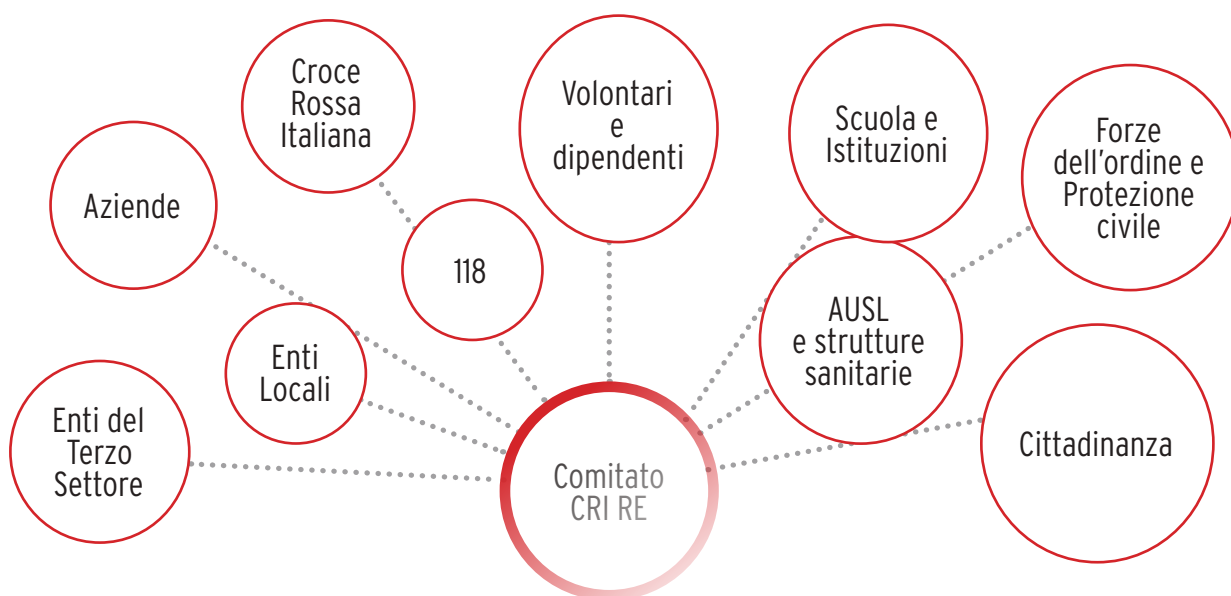 Croce
Rossa
Italiana
Volontari
e
dipendenti
Scuola e
Istituzioni
Forze
dell'ordine e
Protezione
civile
Aziende
118
AUSL
e strutture
sanitarie
Enti
Locali
Enti del
Terzo
Settore
Cittadinanza
Comitato
CRI RE